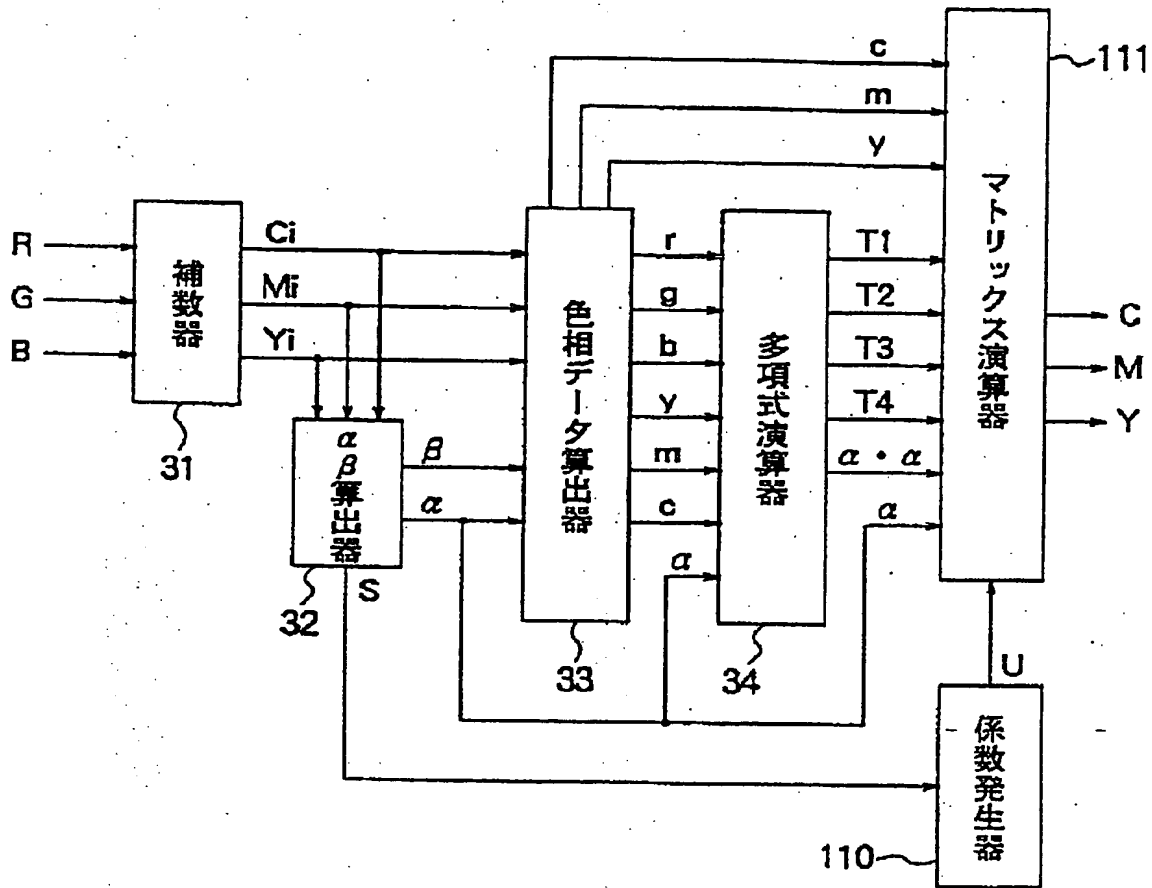 c
111
m
y
R
G
B
補数器
31
Ci
Mi
Yi
αβ算出器
32
S
β
α
色相データ算出器
33
r
g
b
y
m
c
α
多項式演算器
34
T1
T2
T3
T4
α・α
α
マトリックス演算器
C
M
Y
U
係数発生器
110